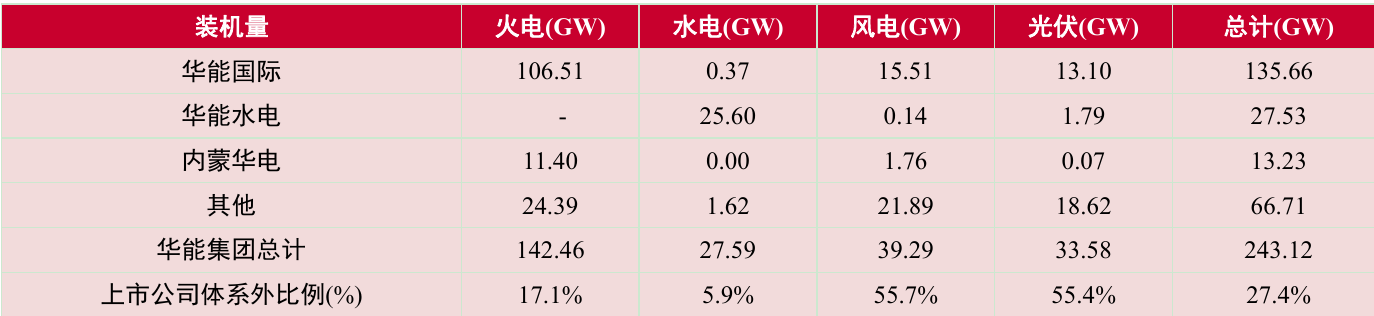 装机量 火电(GW) 水电(GW) 风电(GW) 光伏(GW) 总计(GW)
华能国际 106.51 0.37 15.51 13.10 135.66
华能水电 - 25.60 0.14 1.79 27.53
内蒙华电 11.40 0.00 1.76 0.07 13.23
其他 24.39 1.62 21.89 18.62 66.71
华能集团总计 142.46 27.59 39.29 33.58 243.12
上市公司体系外比例(%) 17.1% 5.9% 55.7% 55.4% 27.4%